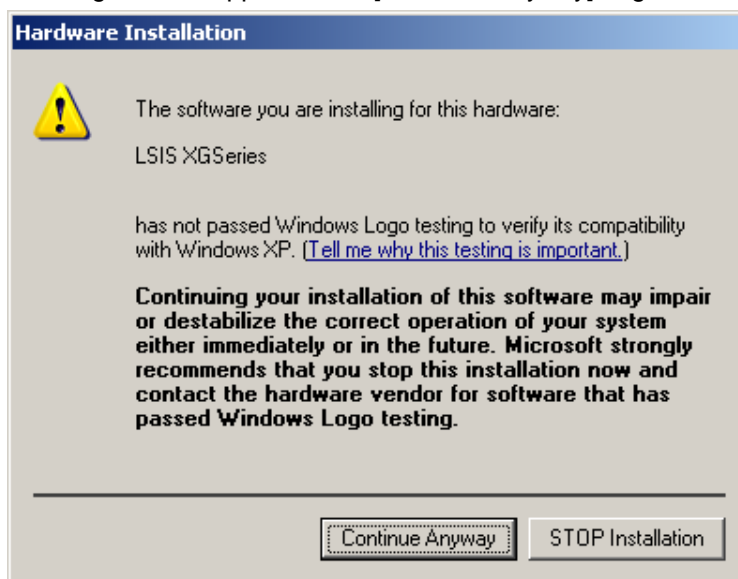 Hardware Installation
The software you are installing for this hardware:
LSIS XGSeries
has not passed Windows Logo testing to verify its compatibility
with Windows XP. (Tell me why this testing is important.)
Continuing your installation of this software may impair
or destabilize the correct operation of your system
either immediately or in the future. Microsoft strongly
recommends that you stop this installation now and
contact the hardware vendor for software that has
passed Windows Logo testing.
Continue Anyway STOP Installation